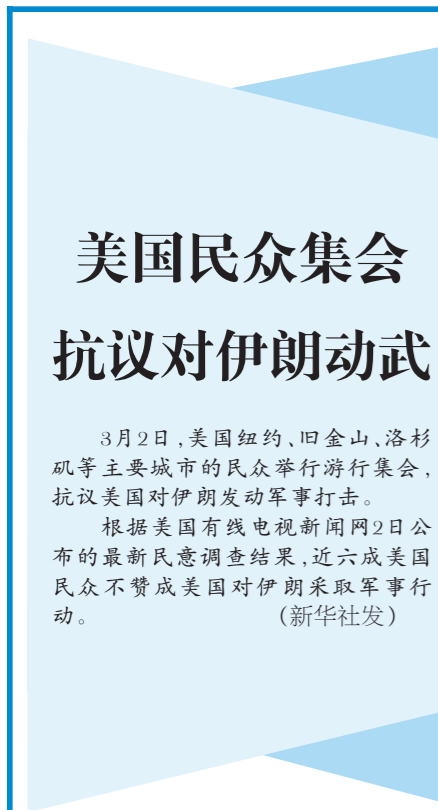 美国民众集会
抗议对伊朗动武
3月2日,美国纽约、旧金山、洛杉
矶等主要城市的民众举行游行集会,
抗议美国对伊朗发动军事打击。
根据美国有线电视新闻网2日公
布的最新民意调查结果,近六成美国
民众不赞成美国对伊朗采取军事行
动。 (新华社发)